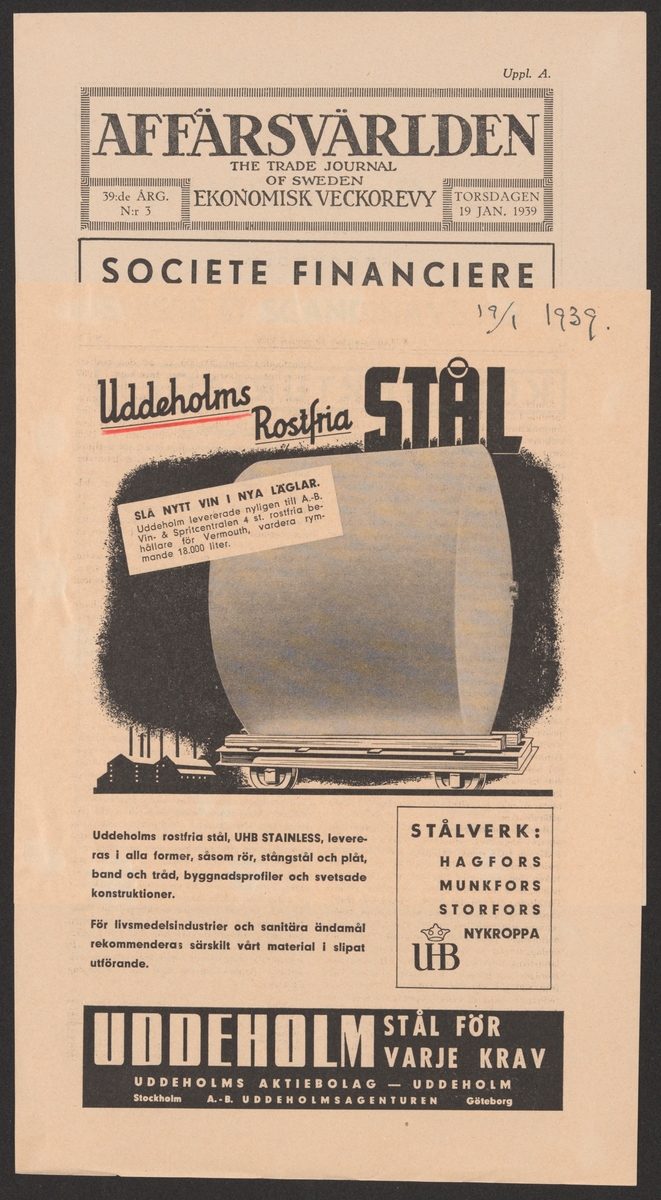 Uppl. A.
AFFÄRSVÄRLDEN
THE TRADE JOURNAL
OF SWEDEN
39:de ÅRG.
N:r 3
EKONOMISK VECKOREVY
TORSDAGEN
19 JAN. 1939
SOCIETE FINANCIERE
19/1 1939.
Uddeholms
Rostfria
STÅL
SLÅ NYTT VIN I NYA LÄGLAR.
Uddeholm levererade nyligen till A.-B.
Vin- & Spritcentralen 4 st. rostfria be-
hållare för Vermouth, vardera rym-
mande 18.000 liter.
Uddeholms rostfria stål, UHB STAINLESS, levere-
ras i alla former, såsom rör, stångstål och plåt,
band och tråd, byggnadsprofiler och svetsade
konstruktioner.
För livsmedelsindustrier och sanitära ändamål
rekommenderas särskilt vårt material i slipat
utförande.
STÅLVERK:
HAGFORS
MUNKFORS
STORFORS
NYKROPPA
UHB
UDDEHOLM
STÅL FÖR
VARJE KRAV
UDDEHOLMS AKTIEBOLAG — UDDEHOLM
Stockholm A.-B. UDDEHOLMSAGENTUREN Göteborg